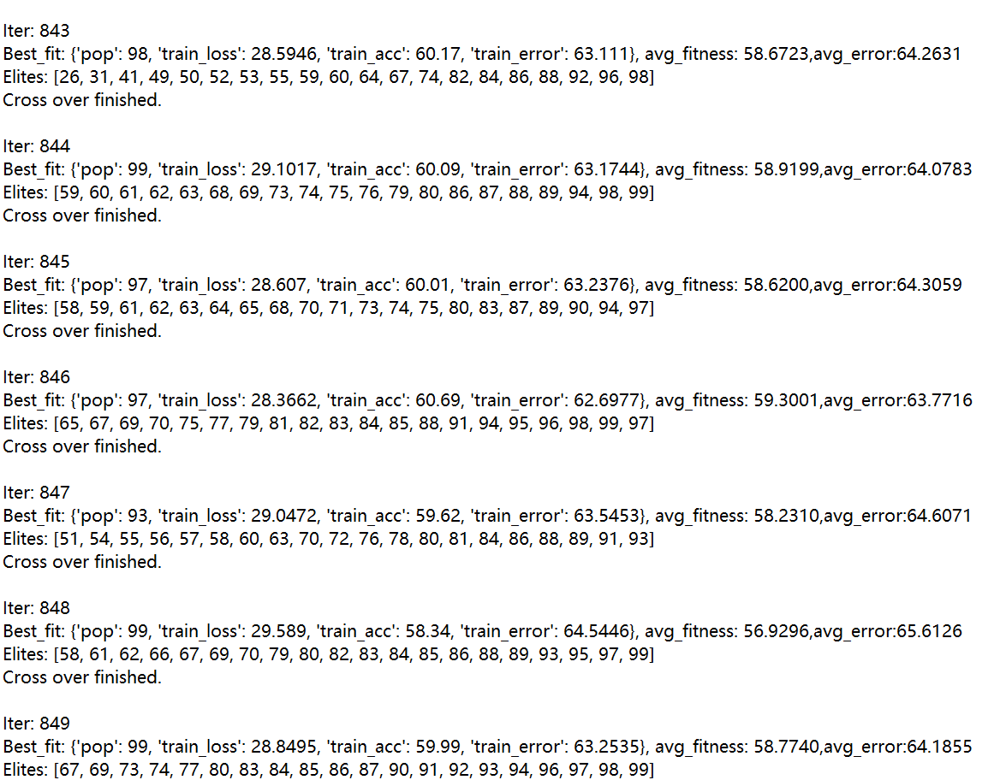 Iter: 843
Best_fit: {'pop': 98, 'train_loss': 28.5946, 'train_acc': 60.17, 'train_error': 63.111}, avg_fitness: 58.6723,avg_error:64.2631
Elites: [26, 31, 41, 49, 50, 52, 53, 55, 59, 60, 64, 67, 74, 82, 84, 86, 88, 92, 96, 98]
Cross over finished.
Iter: 844
Best_fit: {'pop': 99, 'train_loss': 29.1017, 'train_acc': 60.09, 'train_error': 63.1744}, avg_fitness: 58.9199,avg_error:64.0783
Elites: [59, 60, 61, 62, 63, 68, 69, 73, 74, 75, 76, 79, 80, 86, 87, 88, 89, 94, 98, 99]
Cross over finished.
Iter: 845
Best_fit: {'pop': 97, 'train_loss': 28.607, 'train_acc': 60.01, 'train_error': 63.2376}, avg_fitness: 58.6200,avg_error:64.3059
Elites: [58, 59, 61, 62, 63, 64, 65, 68, 70, 71, 73, 74, 75, 80, 83, 87, 89, 90, 94, 97]
Cross over finished.
Iter: 846
Best_fit: {'pop': 97, 'train_loss': 28.3662, 'train_acc': 60.69, 'train_error': 62.6977}, avg_fitness: 59.3001,avg_error:63.7716
Elites: [65, 67, 69, 70, 75, 77, 79, 81, 82, 83, 84, 85, 88, 91, 94, 95, 96, 98, 99, 97]
Cross over finished.
Iter: 847
Best_fit: {'pop': 93, 'train_loss': 29.0472, 'train_acc': 59.62, 'train_error': 63.5453}, avg_fitness: 58.2310,avg_error:64.6071
Elites: [51, 54, 55, 56, 57, 58, 60, 63, 70, 72, 76, 78, 80, 81, 84, 86, 88, 89, 91, 93]
Cross over finished.
Iter: 848
Best_fit: {'pop': 99, 'train_loss': 29.589, 'train_acc': 58.34, 'train_error': 64.5446}, avg_fitness: 56.9296,avg_error:65.6126
Elites: [58, 61, 62, 66, 67, 69, 70, 79, 80, 82, 83, 84, 85, 86, 88, 89, 93, 95, 97, 99]
Cross over finished.
Iter: 849
Best_fit: {'pop': 99, 'train_loss': 28.8495, 'train_acc': 59.99, 'train_error': 63.2535}, avg_fitness: 58.7740,avg_error:64.1855
Elites: [67, 69, 73, 74, 77, 80, 83, 84, 85, 86, 87, 90, 91, 92, 93, 94, 96, 97, 98, 99]